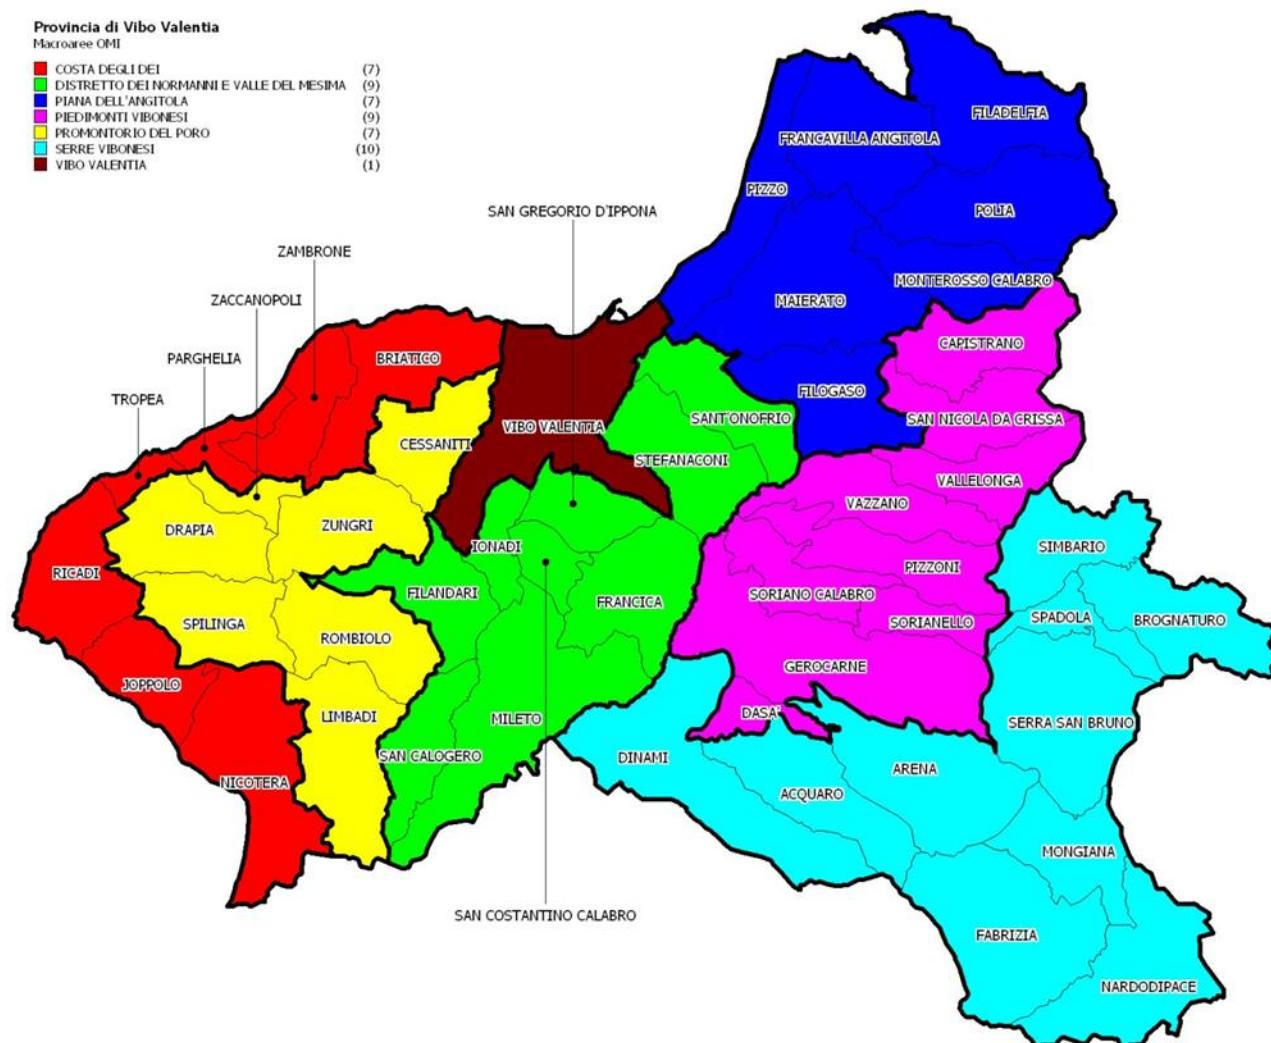 Provincia di Vibo Valentia
Macroaree OMI
COSTA DEGLI DEI (7)
DISTRETTO DEI NORMANNI E VALLE DEL MESIMA (9)
PIANA DELL'ANGITOLA (7)
PIEDIMONTI VIBONESI (9)
PROMONTORIO DEL PORO (7)
SERRE VIBONESI (10)
VIBO VALENTIA (1)
FILADELFIA
FRANCAVILLA ANGITOLA
PIZZO
SAN GREGORIO D'IPPONA
POLIA
ZAMBRONE
MONTEROSSO CALABRO
ZACCANOPOLI
MAIERATO
CAPISTRANO
PARGHELIA
BRIATICO
FILOGASO
TROPEA
SANT'ONOFRIO
SAN NICOLA DA CRISSA
VIBO VALENTIA
CESSANITI
STEFANACONI
VALLELONGA
VAZZANO
DRAPIA
ZUNGRI
IONADI
SIMBARIO
PIZZONI
RICADI
FILANDARI
FRANCICA
SORIANO CALABRO
SPILINGA
SORIANELLO
SPADOLA
BROGNATURO
ROMBIOLO
GEROCARNE
JOPPOLO
LIMBADI
MILETO
DASA'
SERRA SAN BRUNO
SAN CALOGERO
DINAMI
ARENA
NICOTERA
ACQUARO
MONGIANA
SAN COSTANTINO CALABRO
FABRIZIA
NARDODIPACE